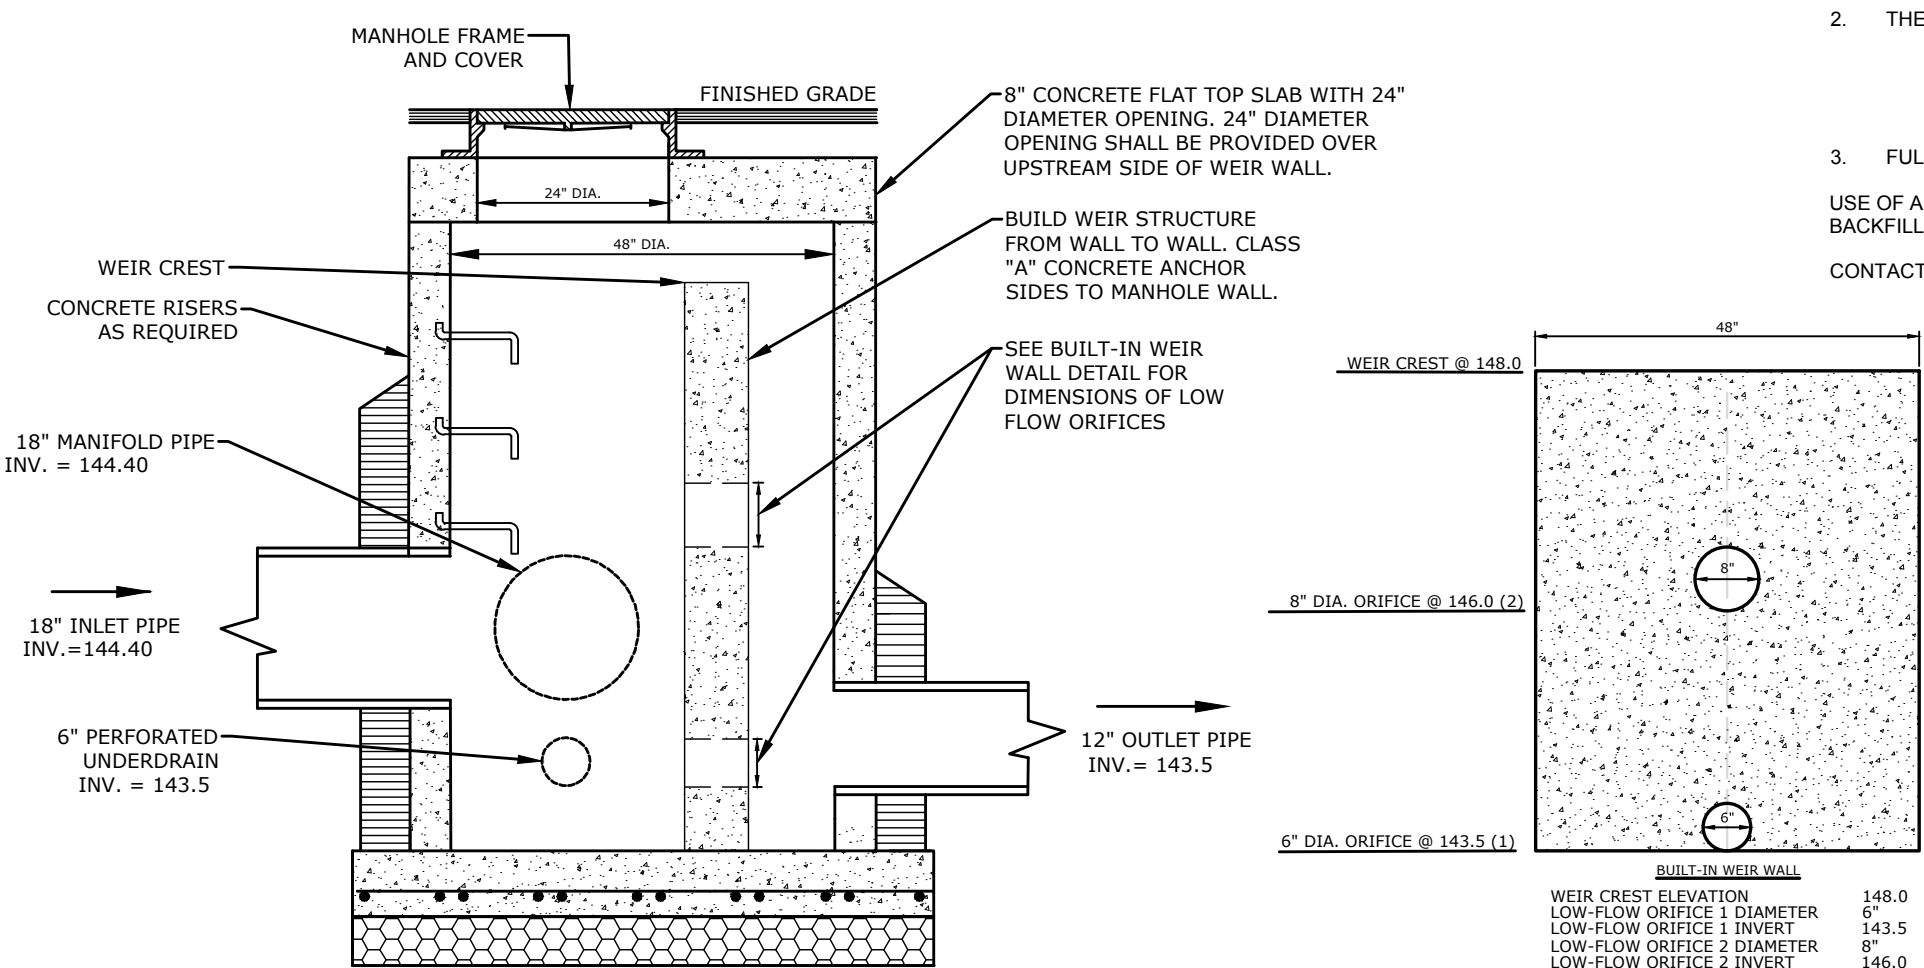 MANHOLE FRAME
AND COVER
FINISHED GRADE
8" CONCRETE FLAT TOP SLAB WITH 24"
DIAMETER OPENING. 24" DIAMETER
OPENING SHALL BE PROVIDED OVER
UPSTREAM SIDE OF WEIR WALL.
24" DIA.
BUILD WEIR STRUCTURE
FROM WALL TO WALL. CLASS
"A" CONCRETE ANCHOR
SIDES TO MANHOLE WALL.
48" DIA.
WEIR CREST
CONCRETE RISERS
AS REQUIRED
SEE BUILT-IN WEIR
WALL DETAIL FOR
DIMENSIONS OF LOW
FLOW ORIFICES
18" MANIFOLD PIPE
INV. = 144.40
18" INLET PIPE
INV.=144.40
6" PERFORATED
UNDERDRAIN
INV. = 143.5
12" OUTLET PIPE
INV.= 143.5
2. THE
3. FUL
USE OF A
BACKFILL
CONTACT
48"
WEIR CREST @ 148.0
8"
8" DIA. ORIFICE @ 146.0 (2)
6"
6" DIA. ORIFICE @ 143.5 (1)
BUILT-IN WEIR WALL
WEIR CREST ELEVATION 148.0
LOW-FLOW ORIFICE 1 DIAMETER 6"
LOW-FLOW ORIFICE 1 INVERT 143.5
LOW-FLOW ORIFICE 2 DIAMETER 8"
LOW-FLOW ORIFICE 2 INVERT 146.0